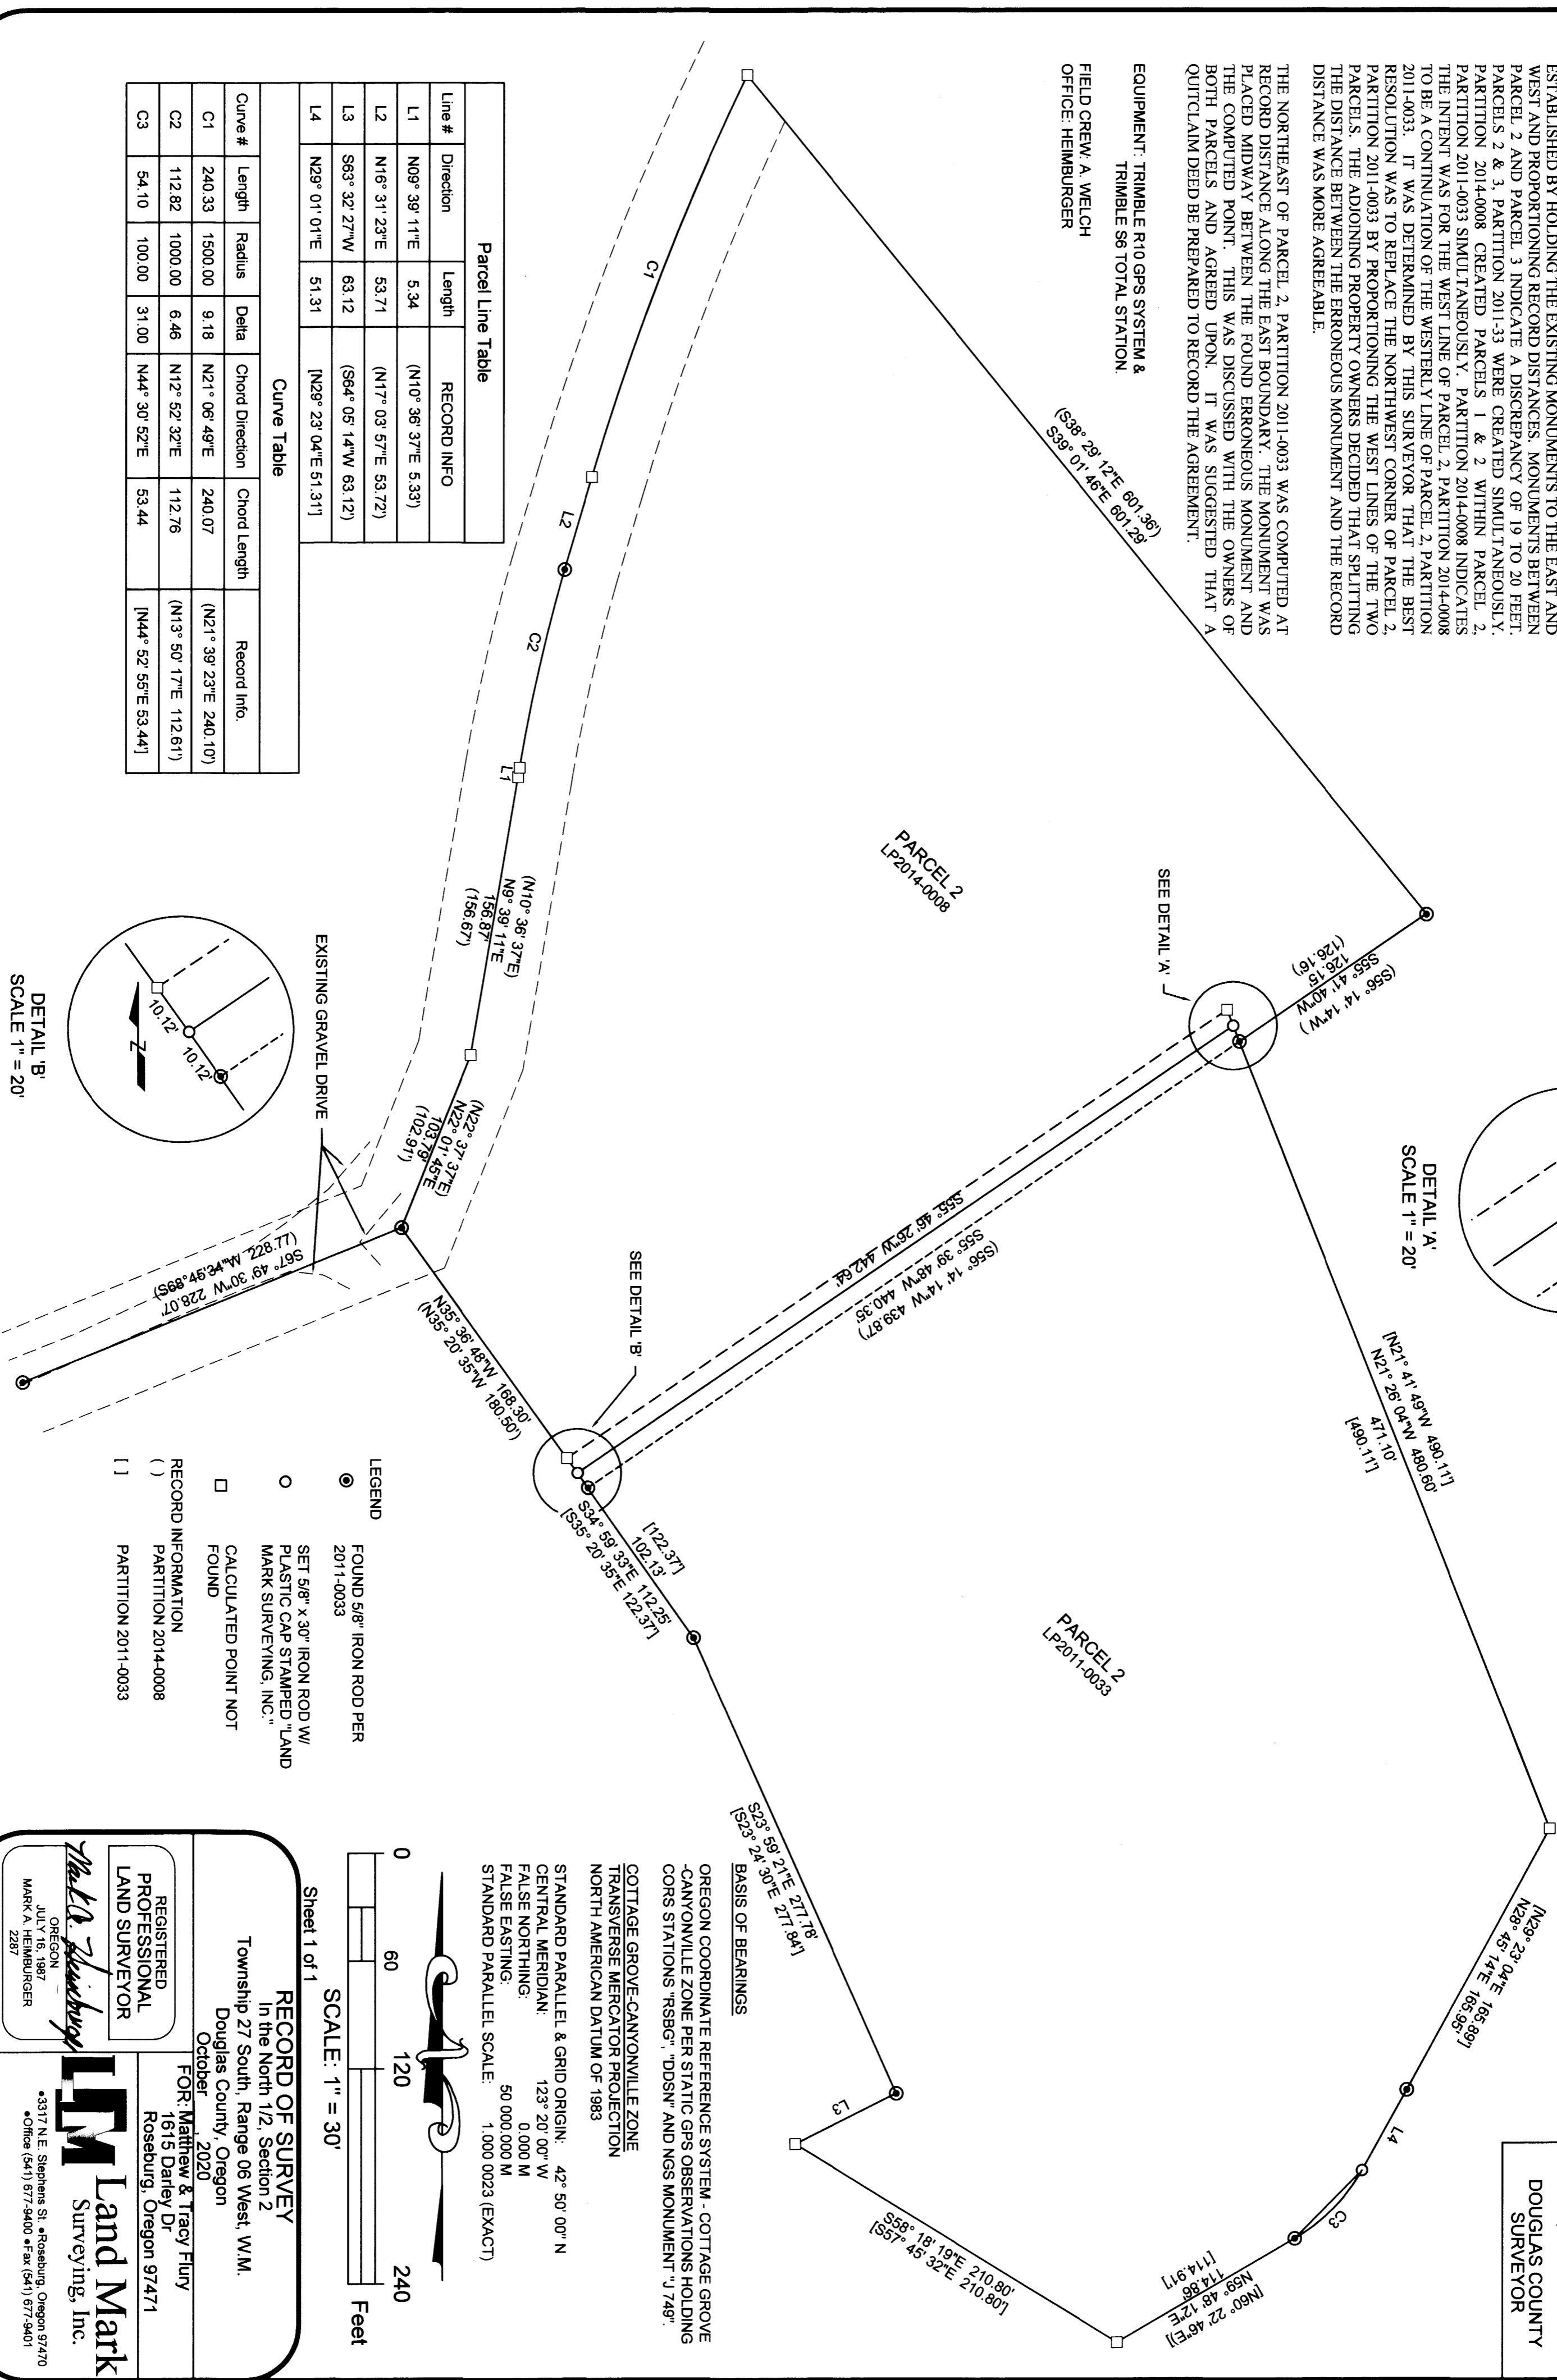 ESTABLISHED BY HOLDING THE EXISTING MONUMENTS TO THE EAST AND
WEST AND PROPORTIONING RECORD DISTANCES. MONUMENTS BETWEEN
PARCEL 2 AND PARCEL 3 INDICATE A DISCREPANCY OF 19 TO 20 FEET.
PARCELS 2 & 3, PARTITION 2011-33 WERE CREATED SIMULTANEOUSLY.
PARTITION 2014-0008 CREATED PARCELS 1 & 2 WITHIN PARCEL 2,
PARTITION 2011-0033 SIMULTANEOUSLY. PARTITION 2014-0008 INDICATES
THE INTENT WAS FOR THE WEST LINE OF PARCEL 2, PARTITION 2014-0008
TO BE A CONTINUATION OF THE WESTERLY LINE OF PARCEL 2, PARTITION
2011-0033. IT WAS DETERMINED BY THIS SURVEYOR THAT THE BEST
RESOLUTION WAS TO REPLACE THE NORTHWEST CORNER OF PARCEL 2,
PARTITION 2011-0033 BY PROPORTIONING THE WEST LINES OF THE TWO
PARCELS. THE ADJOINING PROPERTY OWNERS DECIDED THAT SPLITTING
THE DISTANCE BETWEEN THE ERRONEOUS MONUMENT AND THE RECORD
DISTANCE WAS MORE AGREEABLE.
THE NORTHEAST OF PARCEL 2, PARTITION 2011-0033 WAS COMPUTED AT
RECORD DISTANCE ALONG THE EAST BOUNDARY. THE MONUMENT WAS
PLACED MIDWAY BETWEEN THE FOUND ERRONEOUS MONUMENT AND
THE COMPUTED POINT. THIS WAS DISCUSSED WITH THE OWNERS OF
BOTH PARCELS AND AGREED UPON. IT WAS SUGGESTED THAT A
QUITCLAIM DEED BE PREPARED TO RECORD THE AGREEMENT.
EQUIPMENT: TRIMBLE R10 GPS SYSTEM &
TRIMBLE S6 TOTAL STATION.
FIELD CREW: A. WELCH
OFFICE: HEIMBURGER
(S38° 29' 12"E 601.36')
S39° 01' 46"E 601.29'
(S56° 14' 14"W )
S55° 41' 40"W
126.15'
(126.16')
SEE DETAIL 'A'
DETAIL 'A'
SCALE 1" = 20'
PARCEL 2
LP2014-0008
[N21° 41' 49"W 490.11']
N21° 26' 04"W 480.60'
471.10'
[490.11']
S55° 46' 26"W 442.64'
S55° 39' 48"W 440.35'
(S56° 14' 14"W 439.87')
PARCEL 2
LP2011-0033
[N29° 23' 04"E 165.89']
N28° 45' 14"E 165.95'
L4
C3
[N60° 22' 46"E)]
N59° 48' 12"E
114.86'
[114.91']
DOUGLAS COUNTY
SURVEYOR
C1
L2
C2
L1
(N10° 36' 37"E)
N9° 39' 11"E
156.87'
(156.67')
(N22° 37' 37"E)
N22° 01' 45"E
103.79'
(102.91')
SEE DETAIL 'B'
N35° 36' 48"W 168.30'
(N35° 20' 35"W 180.50')
[122.37']
102.13'
S34° 59' 33"E 112.25'
[S35° 20' 35"E 122.37']
S23° 59' 21"E 277.78'
[S23° 24' 30"E 277.84']
L3
S58° 18' 19"E 210.80'
[S57° 45' 32"E 210.80']
EXISTING GRAVEL DRIVE
(S68°45'34"W 228.77)
S67° 49' 30"W 228.07'
Parcel Line Table
Line # Direction Length RECORD INFO
L1 N09° 39' 11"E 5.34 (N10° 36' 37"E 5.33')
L2 N16° 31' 23"E 53.71 (N17° 03' 57"E 53.72')
L3 S63° 32' 27"W 63.12 (S64° 05' 14"W 63.12')
L4 N29° 01' 01"E 51.31 [N29° 23' 04"E 51.31']
Curve Table
Curve # Length Radius Delta Chord Direction Chord Length Record Info.
C1 240.33 1500.00 9.18 N21° 06' 49"E 240.07 (N21° 39' 23"E 240.10')
C2 112.82 1000.00 6.46 N12° 52' 32"E 112.76 (N13° 50' 17"E 112.61')
C3 54.10 100.00 31.00 N44° 30' 52"E 53.44 [N44° 52' 55"E 53.44']
10.12'
10.12'
N
DETAIL 'B'
SCALE 1" = 20'
LEGEND
FOUND 5/8" IRON ROD PER
2011-0033
SET 5/8" x 30" IRON ROD W/
PLASTIC CAP STAMPED "LAND
MARK SURVEYING, INC."
CALCULATED POINT NOT
FOUND
RECORD INFORMATION
( ) PARTITION 2014-0008
[ ] PARTITION 2011-0033
BASIS OF BEARINGS
OREGON COORDINATE REFERENCE SYSTEM - COTTAGE GROVE
-CANYONVILLE ZONE PER STATIC GPS OBSERVATIONS HOLDING
CORS STATIONS "RSBG", "DDSN" AND NGS MONUMENT "J 749".
COTTAGE GROVE-CANYONVILLE ZONE
TRANSVERSE MERCATOR PROJECTION
NORTH AMERICAN DATUM OF 1983
STANDARD PARALLEL & GRID ORIGIN: 42° 50' 00" N
CENTRAL MERIDIAN: 123° 20' 00" W
FALSE NORTHING: 0.000 M
FALSE EASTING: 50 000.000 M
STANDARD PARALLEL SCALE: 1.000 0023 (EXACT)
0 60 120 240
Feet
SCALE: 1" = 30'
Sheet 1 of 1
RECORD OF SURVEY
In the North 1/2, Section 2
Township 27 South, Range 06 West, W.M.
Douglas County, Oregon
October , 2020
REGISTERED
PROFESSIONAL
LAND SURVEYOR
Mark A. Heimburger
OREGON
JULY 16, 1987
MARK A. HEIMBURGER
2287
FOR: Matthew & Tracy Flury
1615 Darley Dr
Roseburg, Oregon 97471
LM Land Mark
Surveying, Inc.
•3317 N.E. Stephens St. •Roseburg, Oregon 97470
•Office (541) 677-9400 •Fax (541) 677-9401